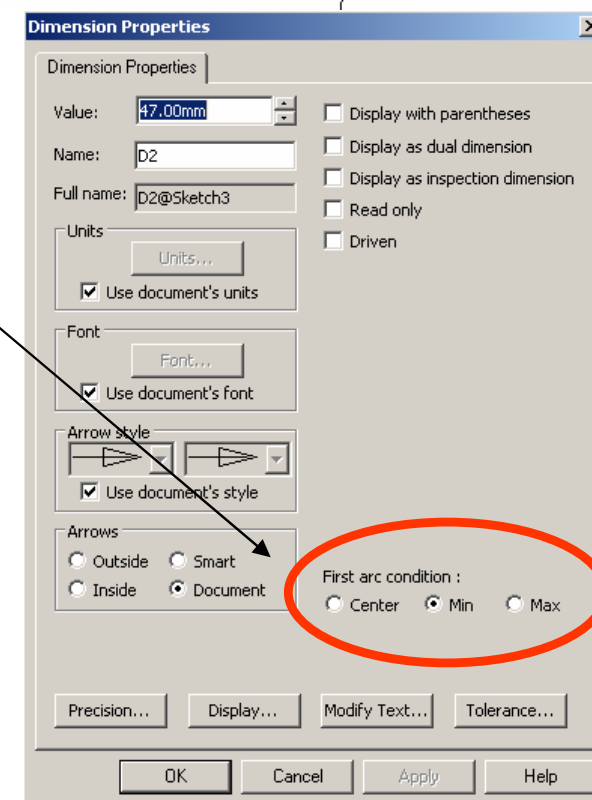 Dimension Properties
Dimension Properties
Value: 47.00mm
Name: D2
Full name: D2@Sketch3
Units
Units...
Use document's units
Font
Font...
Use document's font
Arrow style
Use document's style
Arrows
Outside Smart
Inside Document
Display with parentheses
Display as dual dimension
Display as inspection dimension
Read only
Driven
First arc condition :
Center Min Max
Precision... Display... Modify Text... Tolerance...
OK Cancel Apply Help